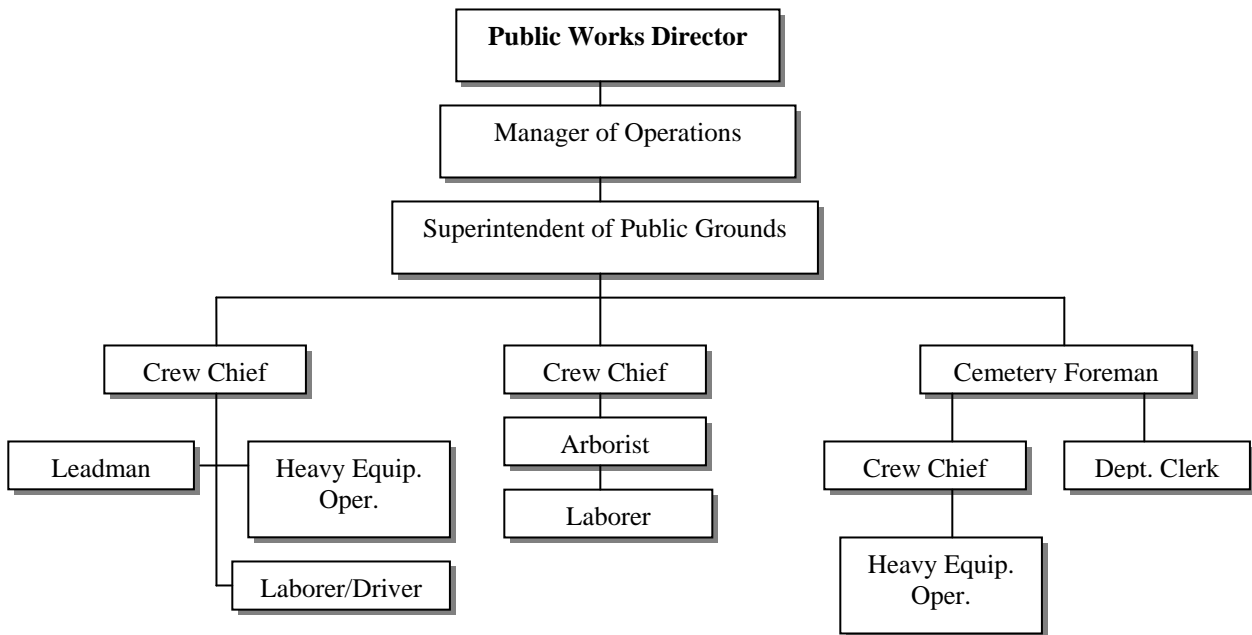 Public Works Director
Manager of Operations
Superintendent of Public Grounds
Crew Chief
Crew Chief
Cemetery Foreman
Leadman
Heavy Equip.
Oper.
Arborist
Crew Chief
Dept. Clerk
Laborer
Laborer/Driver
Heavy Equip.
Oper.